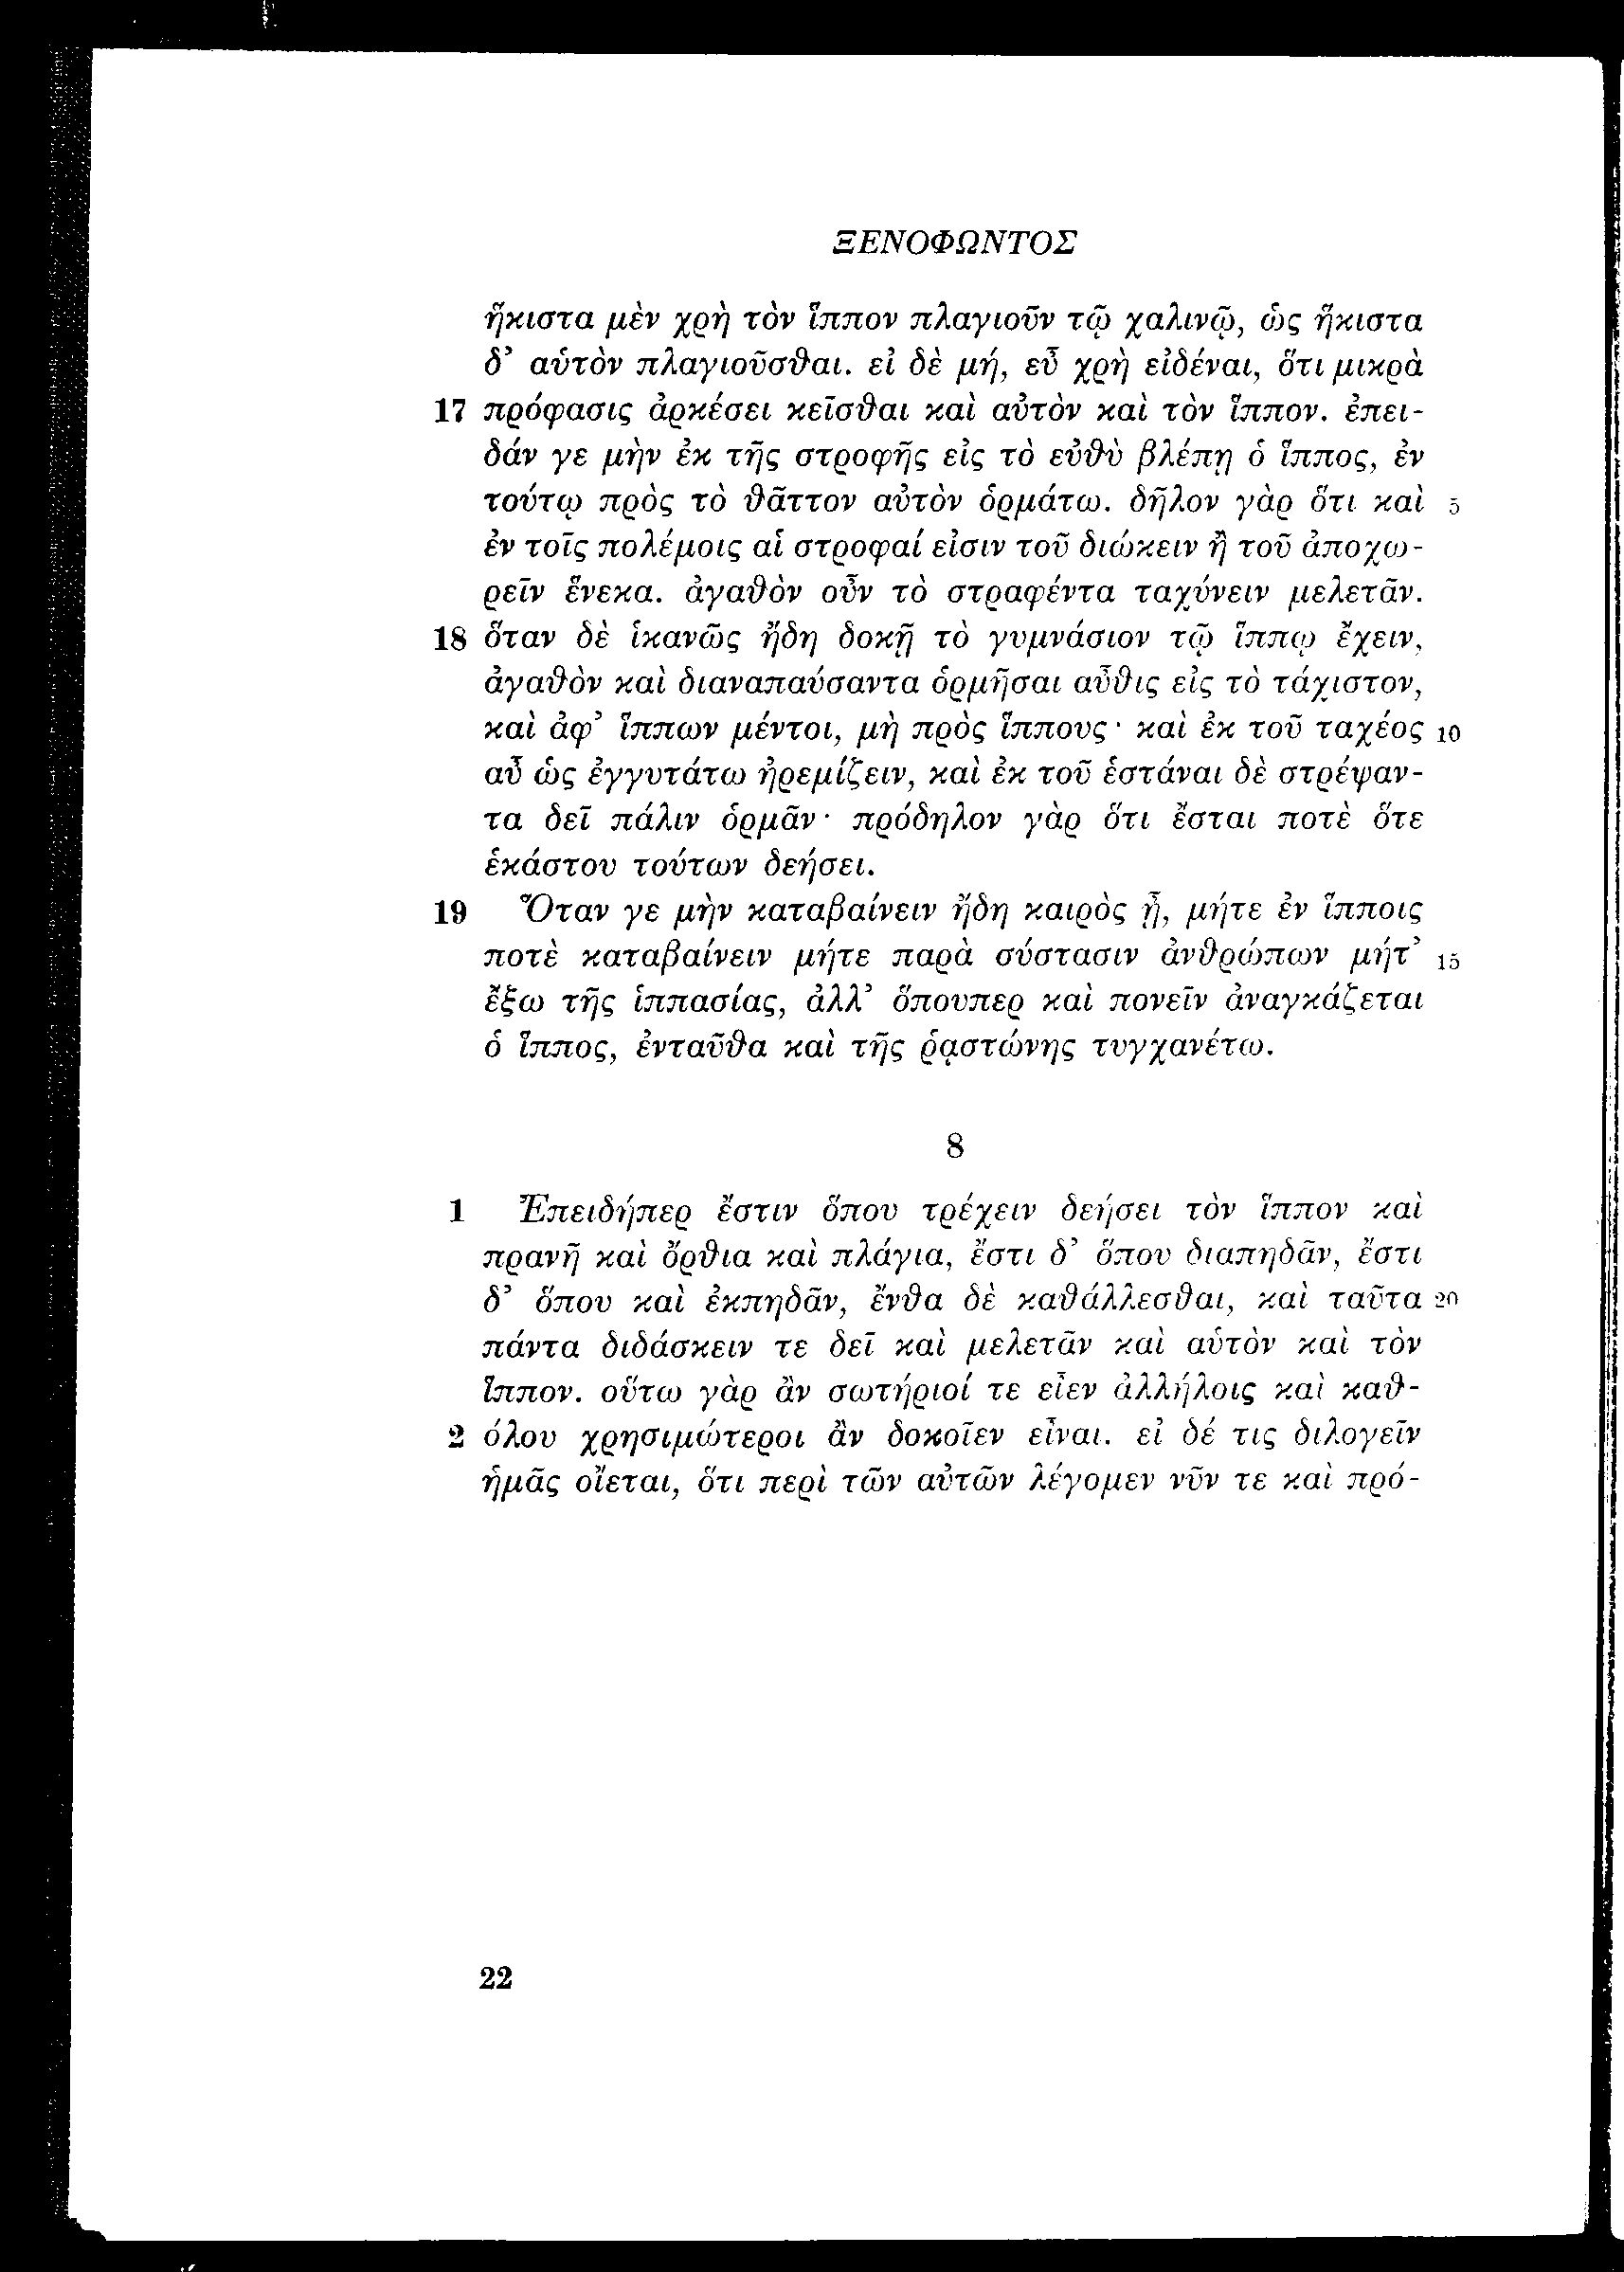 ΞΕΝΟΦΩΝΤΟΣ
ἥκιστα μὲν χρὴ τὸν ἵππον πλαγιοῦν τῷ χαλινῷ, ὡς ἥκιστα
δ’ αὑτὸν πλαγιοῦσθαι. εἰ δὲ μή, εὖ χρὴ εἰδέναι, ὅτι μικρὰ
17 πρόφασις ἀρκέσει κεῖσθαι καὶ αὐτὸν καὶ τὸν ἵππον. ἐπει-
δάν γε μὴν ἐκ τῆς στροφῆς εἰς τὸ εὐθὺ βλέπῃ ὁ ἵππος, ἐν
τούτῳ πρὸς τὸ θᾶττον αὐτὸν ὁρμάτω. δῆλον γὰρ ὅτι καὶ 5
ἐν τοῖς πολέμοις αἱ στροφαί εἰσιν τοῦ διώκειν ἢ τοῦ ἀποχω-
ρεῖν ἕνεκα. ἀγαθὸν οὖν τὸ στραφέντα ταχύνειν μελετᾶν.
18 ὅταν δὲ ἱκανῶς ἤδη δοκῇ τὸ γυμνάσιον τῷ ἵππῳ ἔχειν,
ἀγαθὸν καὶ διαναπαύσαντα ὁρμῆσαι αὖθις εἰς τὸ τάχιστον,
καὶ ἀφ’ ἵππων μέντοι, μὴ πρὸς ἵππους· καὶ ἐκ τοῦ ταχέος 10
αὖ ὡς ἐγγυτάτω ἠρεμίζειν, καὶ ἐκ τοῦ ἑστάναι δὲ στρέψαν-
τα δεῖ πάλιν ὁρμᾶν· πρόδηλον γὰρ ὅτι ἔσται ποτὲ ὅτε
ἑκάστου τούτων δεήσει.
19 Ὅταν γε μὴν καταβαίνειν ἤδη καιρὸς ᾖ, μήτε ἐν ἵπποις
ποτὲ καταβαίνειν μήτε παρὰ σύστασιν ἀνθρώπων μήτ’ 15
ἔξω τῆς ἱππασίας, ἀλλ’ ὅπουπερ καὶ πονεῖν ἀναγκάζεται
ὁ ἵππος, ἐνταῦθα καὶ τῆς ῥᾳστώνης τυγχανέτω.
8
1 Ἐπειδήπερ ἔστιν ὅπου τρέχειν δεήσει τὸν ἵππον καὶ
πρανῆ καὶ ὄρθια καὶ πλάγια, ἔστι δ’ ὅπου διαπηδᾶν, ἔστι
δ’ ὅπου καὶ ἐκπηδᾶν, ἔνθα δὲ καθάλλεσθαι, καὶ ταῦτα 20
πάντα διδάσκειν τε δεῖ καὶ μελετᾶν καὶ αὑτὸν καὶ τὸν
ἵππον. οὕτω γὰρ ἂν σωτήριοί τε εἶεν ἀλλήλοις καὶ καθ-
2 όλου χρησιμώτεροι ἂν δοκοῖεν εἶναι. εἰ δέ τις διλογεῖν
ἡμᾶς οἴεται, ὅτι περὶ τῶν αὐτῶν λέγομεν νῦν τε καὶ πρό-
22